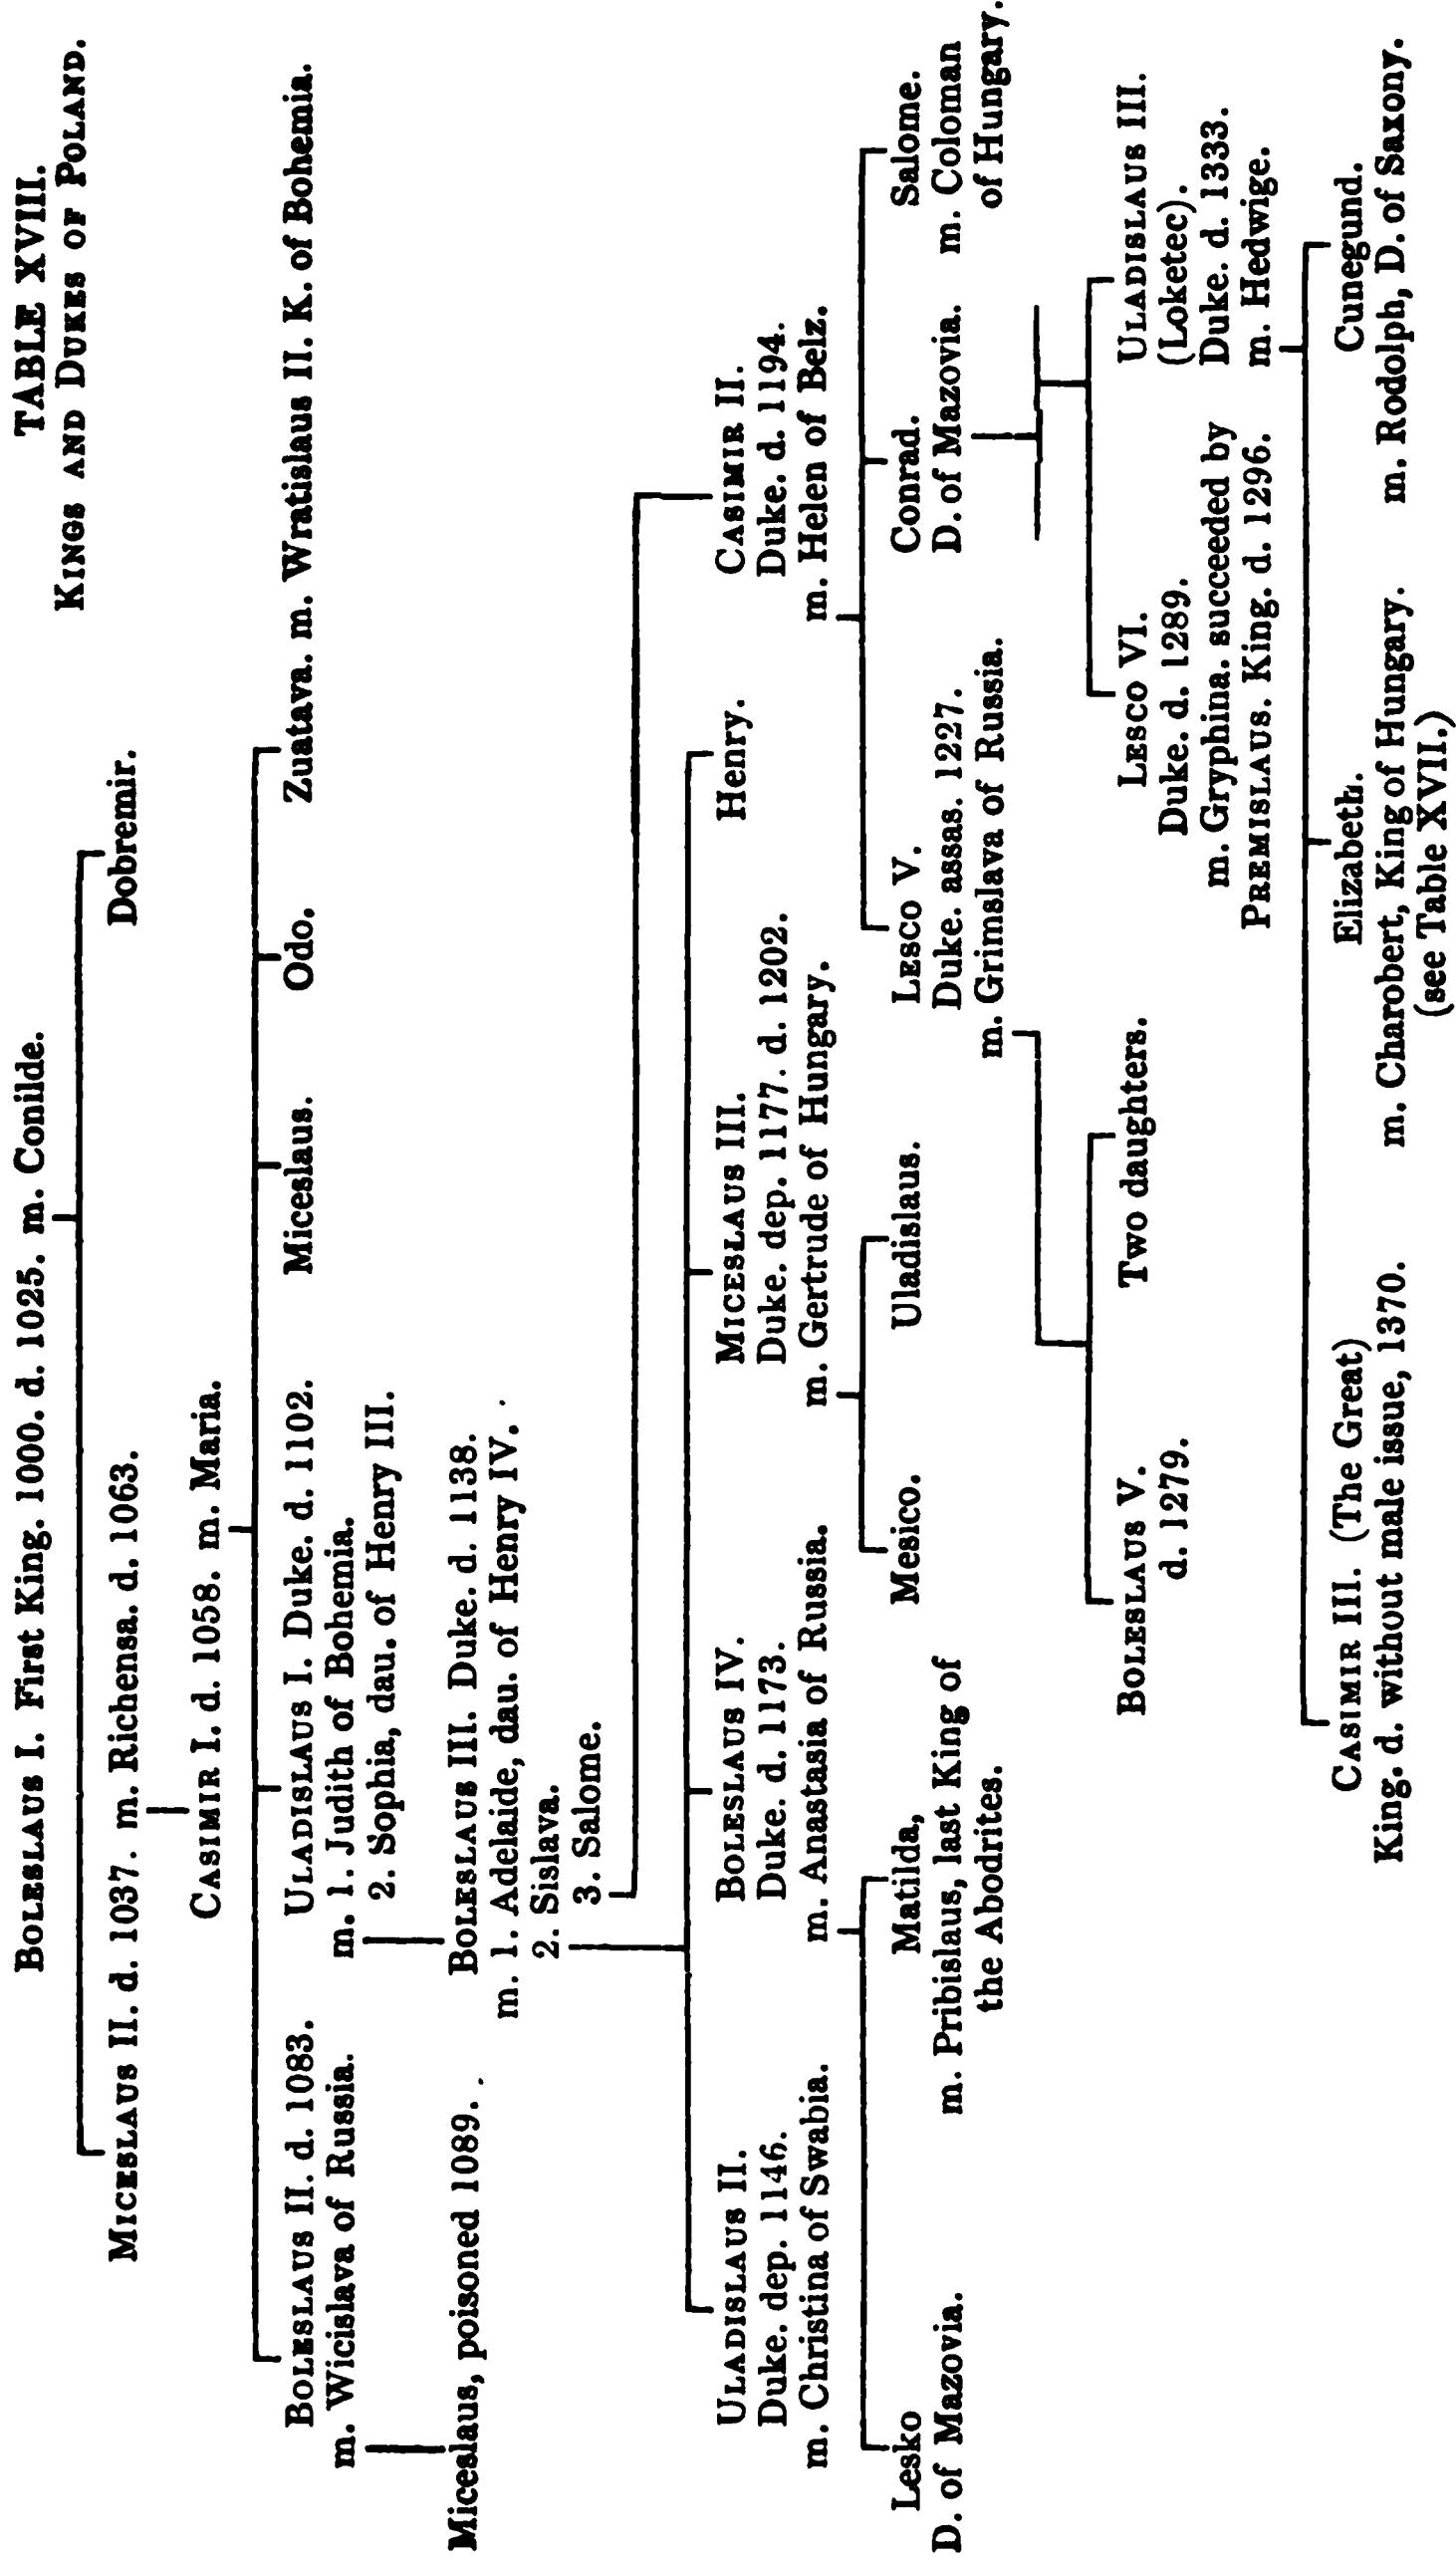 TABLE XVIII.
KINGS AND DUKES OF POLAND.
BOLESLAUS I. First King. 1000. d. 1025. m. Conilde.
MICESLAUS II. d. 1037. m. Richensa. d. 1063.
Dobremir.
CASIMIR I. d. 1058. m. Maria.
BOLESLAUS II. d. 1083.
m. Wicislava of Russia.
ULADISLAUS I. Duke. d. 1102.
m. 1. Judith of Bohemia.
2. Sophia, dau. of Henry III.
Miceslaus.
Odo.
Zuatava. m. Wratislaus II. K. of Bohemia.
Miceslaus, poisoned 1089.
BOLESLAUS III. Duke. d. 1138.
m. 1. Adelaide, dau. of Henry IV.
2. Sislava.
3. Salome.
ULADISLAUS II.
Duke. dep. 1146.
m. Christina of Swabia.
BOLESLAUS IV.
Duke. d. 1173.
m. Anastasia of Russia.
MICESLAUS III.
Duke. dep. 1177. d. 1202.
m. Gertrude of Hungary.
Henry.
CASIMIR II.
Duke. d. 1194.
m. Helen of Belz.
Lesko
D. of Mazovia.
Matilda,
m. Pribislaus, last King of
the Abodrites.
Mesico.
Uladislaus.
LESCO V.
Duke. assas. 1227.
m. Grimslava of Russia.
Conrad.
D. of Mazovia.
Salome.
m. Coloman
of Hungary.
BOLESLAUS V.
d. 1279.
Two daughters.
LESCO VI.
Duke. d. 1289.
m. Gryphina. succeeded by
PREMISLAUS. King. d. 1296.
ULADISLAUS III.
(Loketec).
Duke. d. 1333.
m. Hedwige.
CASIMIR III. (The Great)
King. d. without male issue, 1370.
Elizabeth.
m. Charobert, King of Hungary.
(see Table XVII.)
Cunegund.
m. Rodolph, D. of Saxony.